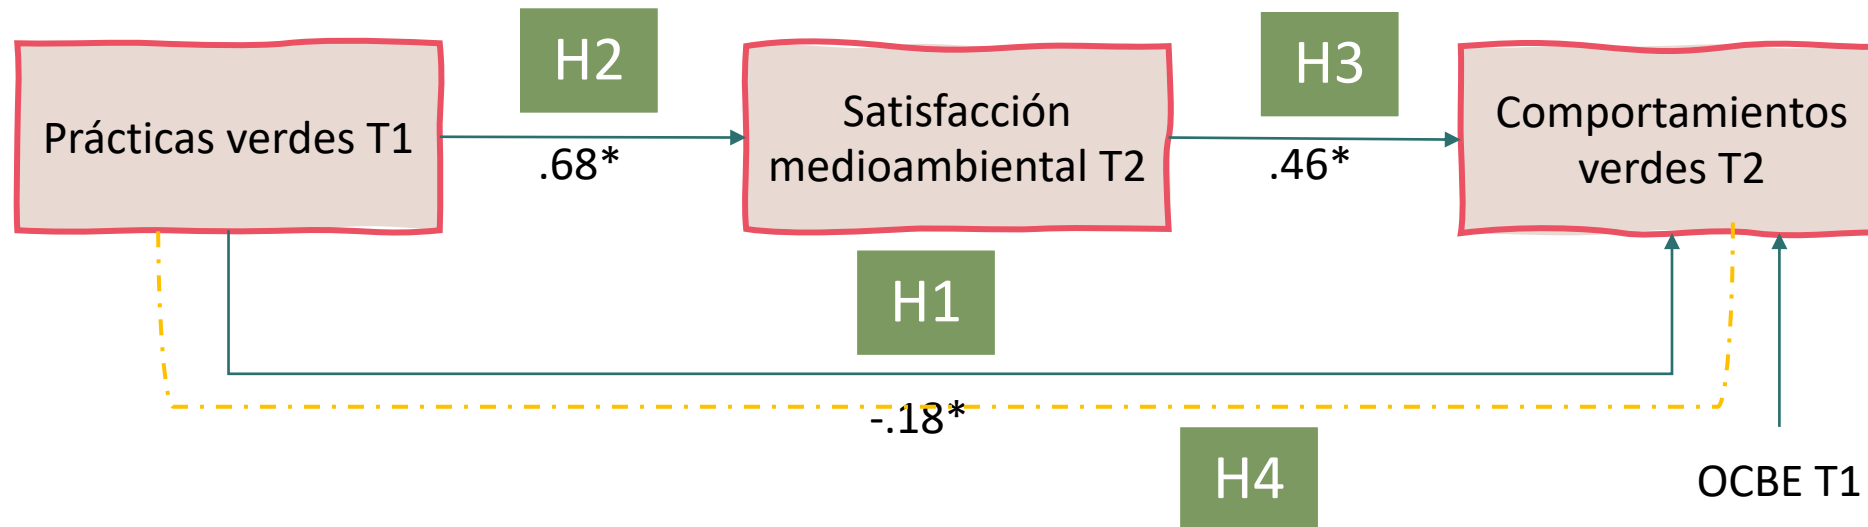 H2
H3
Prácticas verdes T1
Satisfacción
medioambiental T2
Comportamientos
verdes T2
.68*
.46*
H1
-.18*
H4
OCBE T1